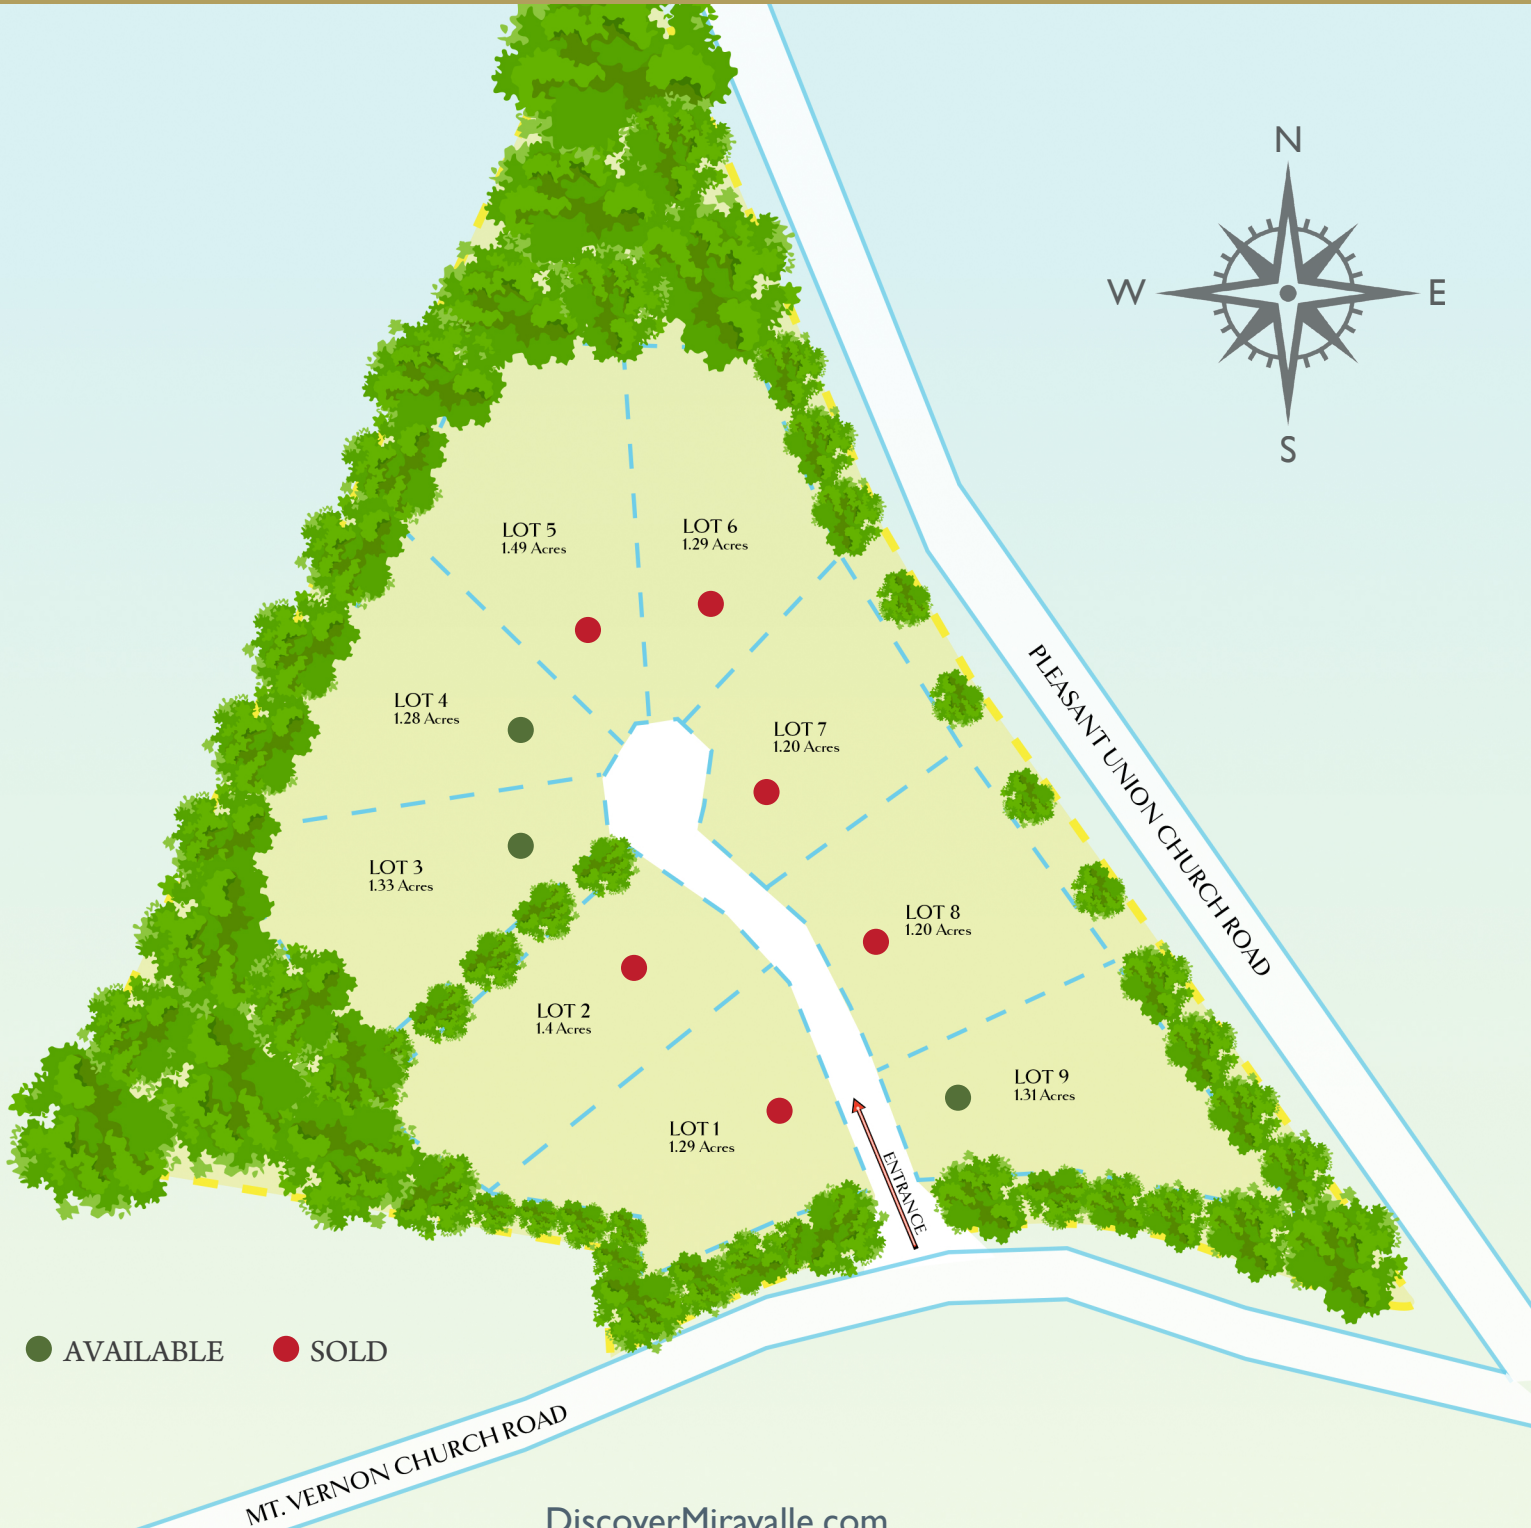 N
W
E
S
LOT 5
1.49 Acres
LOT 6
1.29 Acres
LOT 4
1.28 Acres
LOT 7
1.20 Acres
PLEASANT UNION CHURCH ROAD
LOT 3
1.33 Acres
LOT 8
1.20 Acres
LOT 2
1.4 Acres
LOT 9
1.31 Acres
LOT 1
1.29 Acres
ENTRANCE
AVAILABLE
SOLD
MT. VERNON CHURCH ROAD
DiscoverMiravalle.com